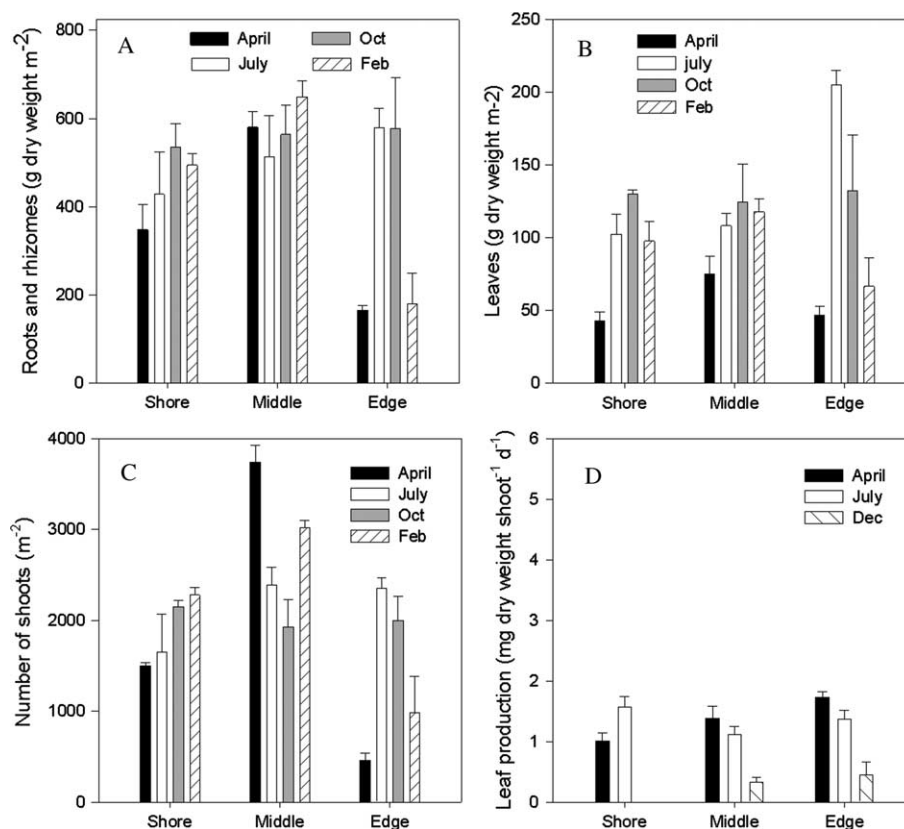 A
April
Oct
July
Feb
Roots and rhizomes (g dry weight m-2)
800
600
400
200
0
Shore Middle Edge
B
April
july
Oct
Feb
Leaves (g dry weight m-2)
250
200
150
100
50
0
Shore Middle Edge
C
April
July
Oct
Feb
Number of shoots (m-2)
4000
3000
2000
1000
0
Shore Middle Edge
D
April
July
Dec
Leaf production (mg dry weight shoot-1 d-1)
6
5
4
3
2
1
0
Shore Middle Edge